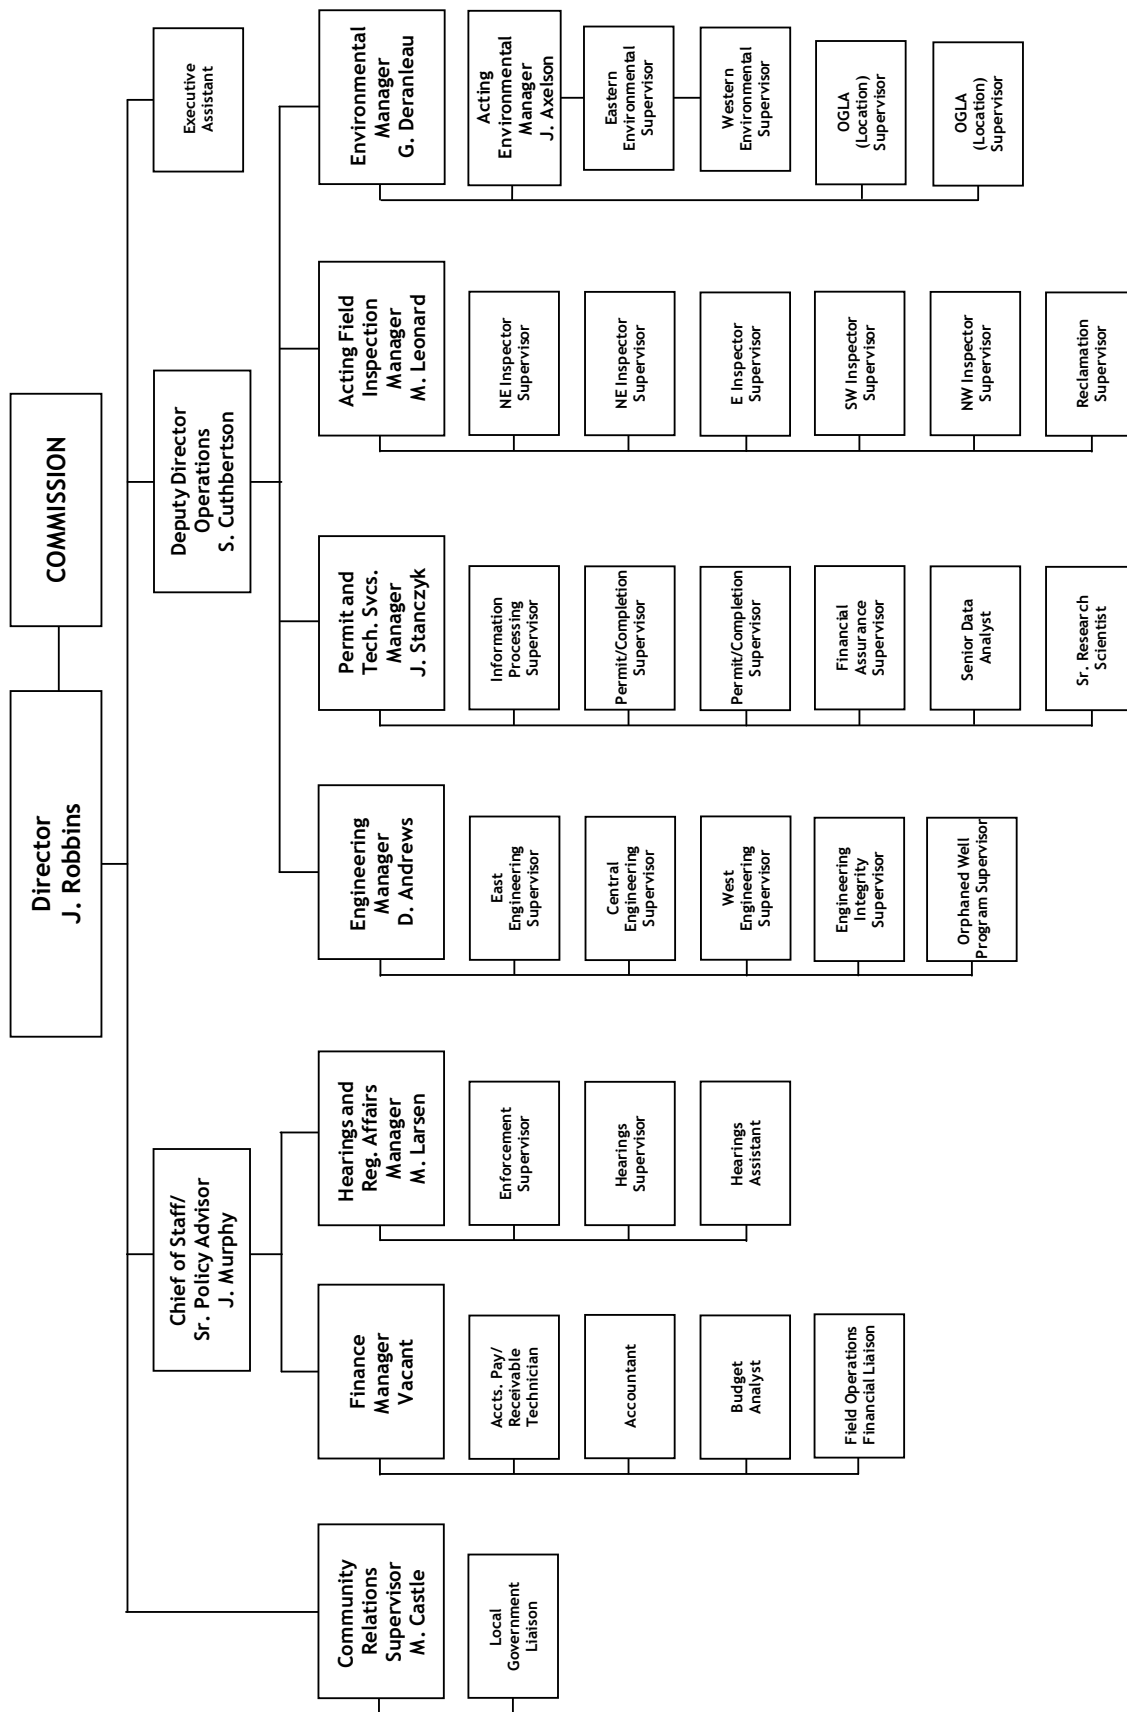 Director
J. Robbins
COMMISSION
Community
Relations
Supervisor
M. Castle
Local
Government
Liaison
Chief of Staff/
Sr. Policy Advisor
J. Murphy
Finance
Manager
Vacant
Accts. Pay/
Receivable
Technician
Accountant
Budget
Analyst
Field Operations
Financial Liaison
Hearings and
Reg. Affairs
Manager
M. Larsen
Enforcement
Supervisor
Hearings
Supervisor
Hearings
Assistant
Deputy Director
Operations
S. Cuthbertson
Engineering
Manager
D. Andrews
East
Engineering
Supervisor
Central
Engineering
Supervisor
West
Engineering
Supervisor
Engineering
Integrity
Supervisor
Orphaned Well
Program Supervisor
Permit and
Tech. Svcs.
Manager
J. Stanczyk
Information
Processing
Supervisor
Permit/Completion
Supervisor
Permit/Completion
Supervisor
Financial
Assurance
Supervisor
Senior Data
Analyst
Sr. Research
Scientist
Acting Field
Inspection
Manager
M. Leonard
NE Inspector
Supervisor
NE Inspector
Supervisor
E Inspector
Supervisor
SW Inspector
Supervisor
NW Inspector
Supervisor
Reclamation
Supervisor
Environmental
Manager
G. Deranleau
Acting
Environmental
Manager
J. Axelson
Eastern
Environmental
Supervisor
Western
Environmental
Supervisor
OGLA
(Location)
Supervisor
OGLA
(Location)
Supervisor
Executive
Assistant